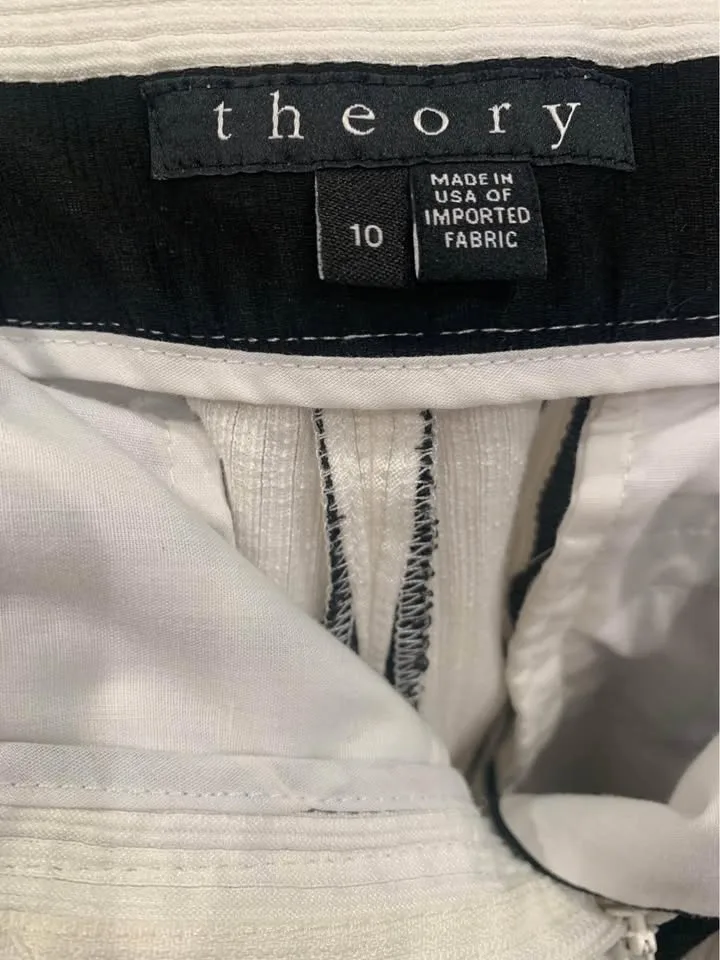 theory
10
MADE IN
USA OF
IMPORTED
FABRIC